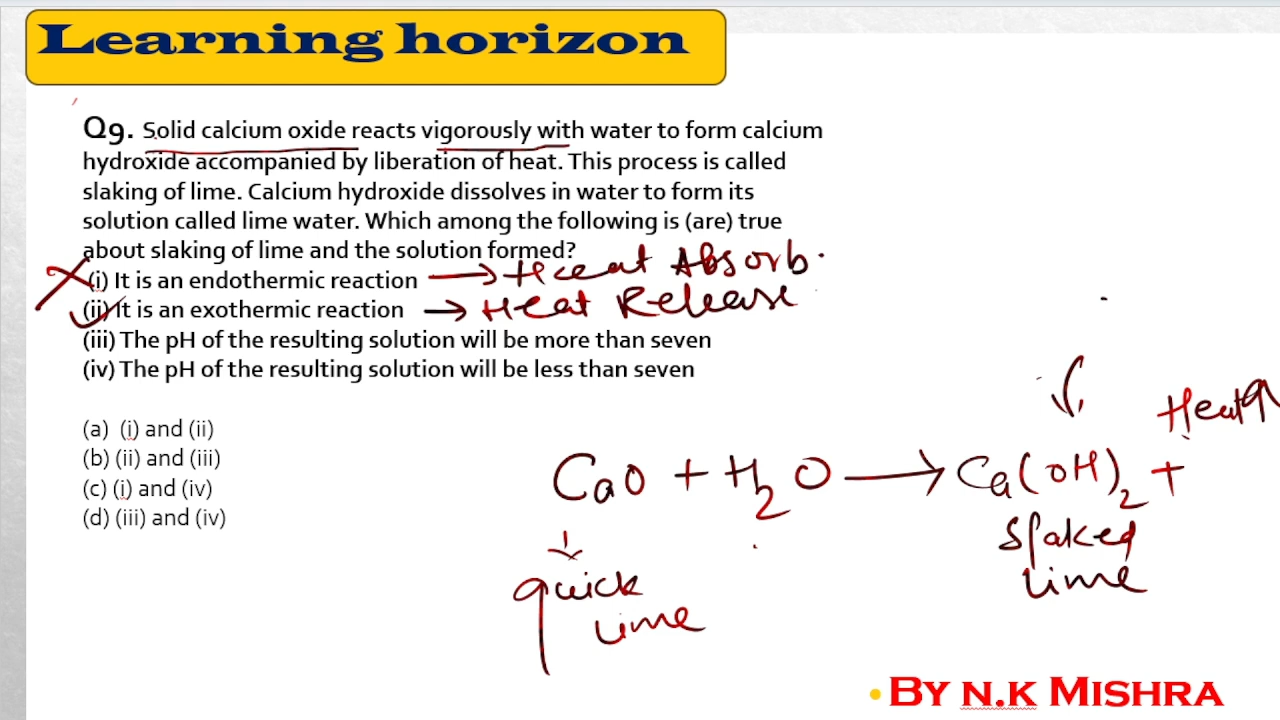 Learning horizon
Q9. Solid calcium oxide reacts vigorously with water to form calcium
hydroxide accompanied by liberation of heat. This process is called
slaking of lime. Calcium hydroxide dissolves in water to form its
solution called lime water. Which among the following is (are) true
about slaking of lime and the solution formed?
(i) It is an endothermic reaction → Heat Absorb.
(ii) It is an exothermic reaction → Heat Release
(iii) The pH of the resulting solution will be more than seven
(iv) The pH of the resulting solution will be less than seven
(a) (i) and (ii)
(b) (ii) and (iii)
(c) (i) and (iv)
(d) (iii) and (iv)
CaO + H₂O → Ca(OH)₂ + Heat
quick lime
slaked lime
• BY N.K MISHRA